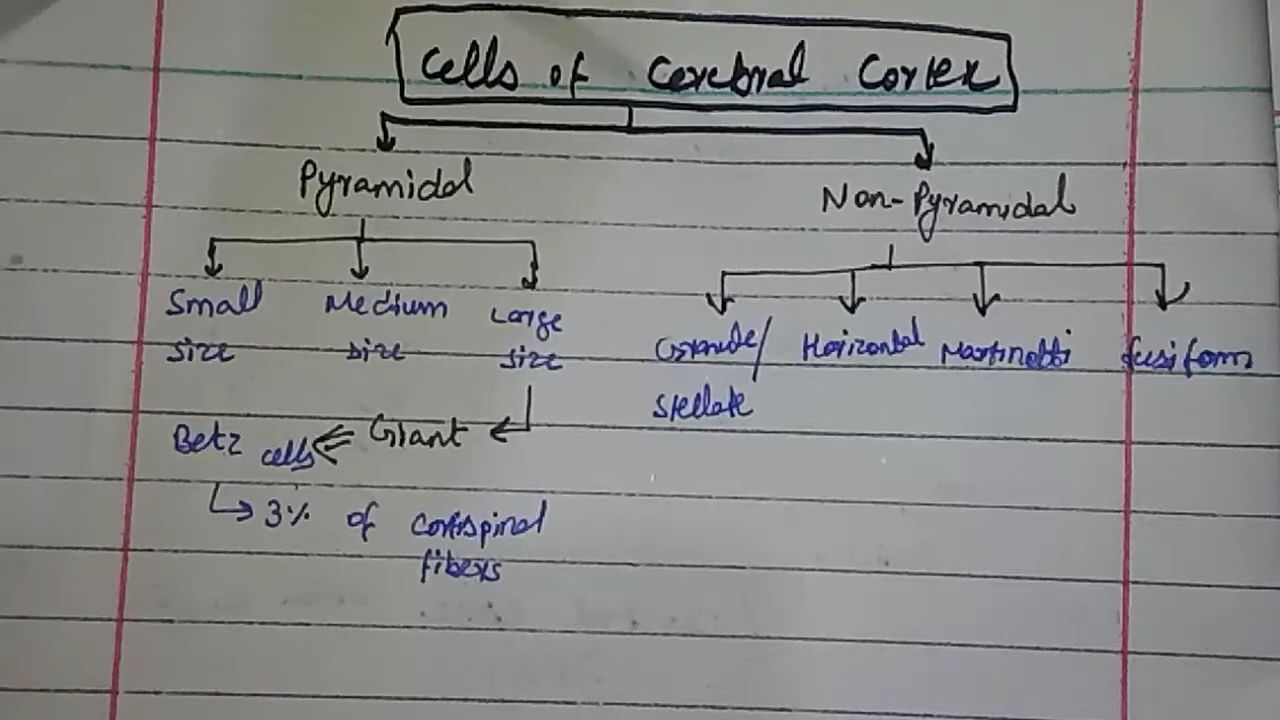 Cells of Cerebral Cortex
Pyramidal
Non-Pyramidal
Small size
Medium size
Large size
Granule/ stellate
Horizontal
Martinotti
fusiform
Betz cells ⇐ Giant ←
↳ 3% of cortispinal
fibers